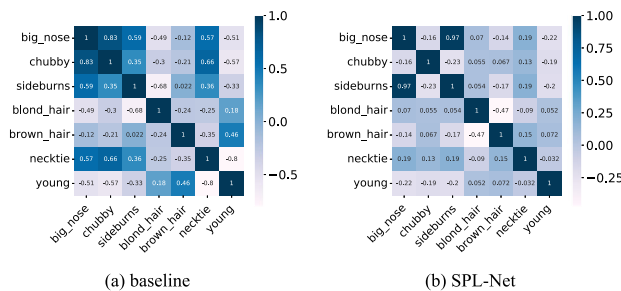 1.0 1.00
big_nose 1 0.83 0.59 -0.49 -0.12 0.57 -0.51 big_nose 1 -0.16 0.97 0.07 -0.14 0.19 -0.22
0.75
chubby 0.83 1 0.35 -0.3 -0.21 0.66 -0.57 0.5 chubby -0.16 1 -0.23 0.055 0.067 0.13 -0.19
sideburns 0.59 0.35 1 -0.68 0.022 0.36 -0.33 sideburns 0.97 -0.23 1 0.054 -0.17 0.19 -0.2 0.50
blond_hair -0.49 -0.3 -0.68 1 -0.24 -0.25 0.18 0.0 blond_hair 0.07 0.055 0.054 1 -0.47 -0.09 0.052 0.25
brown_hair -0.12 -0.21 0.022 -0.24 1 -0.35 0.46 brown_hair -0.14 0.067 -0.17 -0.47 1 0.15 0.072 0.00
necktie 0.57 0.66 0.36 -0.25 -0.35 1 -0.8 −0.5 necktie 0.19 0.13 0.19 -0.09 0.15 1 -0.032
young -0.51 -0.57 -0.33 0.18 0.46 -0.8 1 young -0.22 -0.19 -0.2 0.052 0.072 -0.032 1 −0.25
big_nose chubby sideburns blond_hair brown_hair necktie young big_nose chubby sideburns blond_hair brown_hair necktie young
(a) baseline (b) SPL-Net